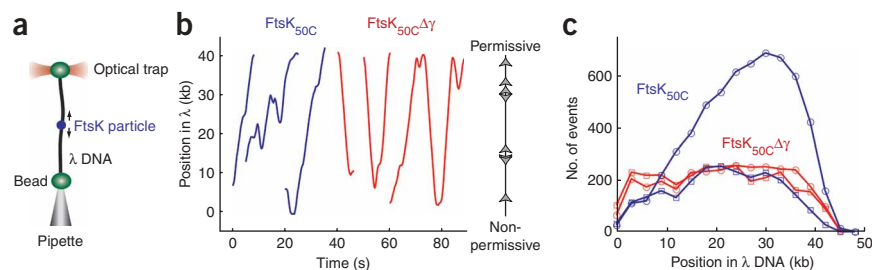 a
Optical trap
FtsK particle
λ DNA
Bead
Pipette
b
FtsK50C
FtsK50CΔγ
Position in λ (kb)
40
30
20
10
0
0
20
40
60
80
Time (s)
Permissive
Non-
permissive
c
No. of events
600
400
200
0
FtsK50C
FtsK50CΔγ
0
10
20
30
40
50
Position in λ DNA (kb)